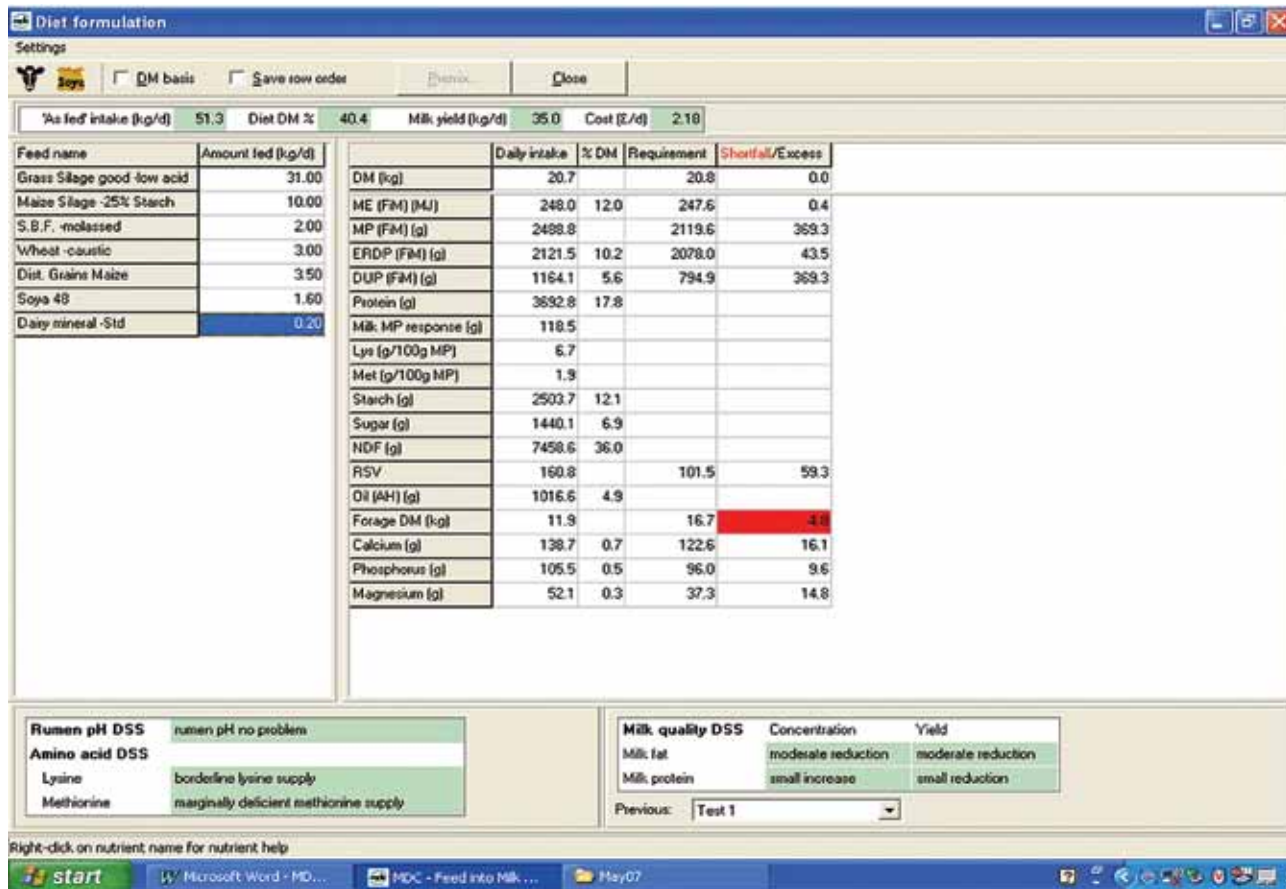 Diet formulation
Settings
Soya DM basis Save row order Premix... Close
'As fed' intake (kg/d) 51.3 Diet DM % 40.4 Milk yield (kg/d) 35.0 Cost (£/d) 2.18
Feed name Amount fed (kg/d)
Grass Silage good -low acid 31.00
Maize Silage -25% Starch 10.00
S.B.F. -molassed 2.00
Wheat -caustic 3.00
Dist. Grains Maize 3.50
Soya 48 1.60
Dairy mineral -Std 0.20
Daily intake % DM Requirement Shortfall/Excess
DM (kg) 20.7 20.8 0.0
ME (FiM) (MJ) 248.0 12.0 247.6 0.4
MP (FiM) (g) 2488.8 2119.6 369.3
ERDP (FiM) (g) 2121.5 10.2 2078.0 43.5
DUP (FiM) (g) 1164.1 5.6 794.9 369.3
Protein (g) 3692.8 17.8
Milk MP response (g) 118.5
Lys (g/100g MP) 6.7
Met (g/100g MP) 1.9
Starch (g) 2503.7 12.1
Sugar (g) 1440.1 6.9
NDF (g) 7458.6 36.0
RSV 160.8 101.5 59.3
Oil (AH) (g) 1016.6 4.9
Forage DM (kg) 11.9 16.7 4.8
Calcium (g) 138.7 0.7 122.6 16.1
Phosphorus (g) 105.5 0.5 96.0 9.6
Magnesium (g) 52.1 0.3 37.3 14.8
Rumen pH DSS rumen pH no problem
Amino acid DSS
Lysine borderline lysine supply
Methionine marginally deficient methionine supply
Milk quality DSS Concentration Yield
Milk fat moderate reduction moderate reduction
Milk protein small increase small reduction
Previous: Test 1
Right-click on nutrient name for nutrient help
start Microsoft Word - MD... MDC - Feed into Milk ... May07